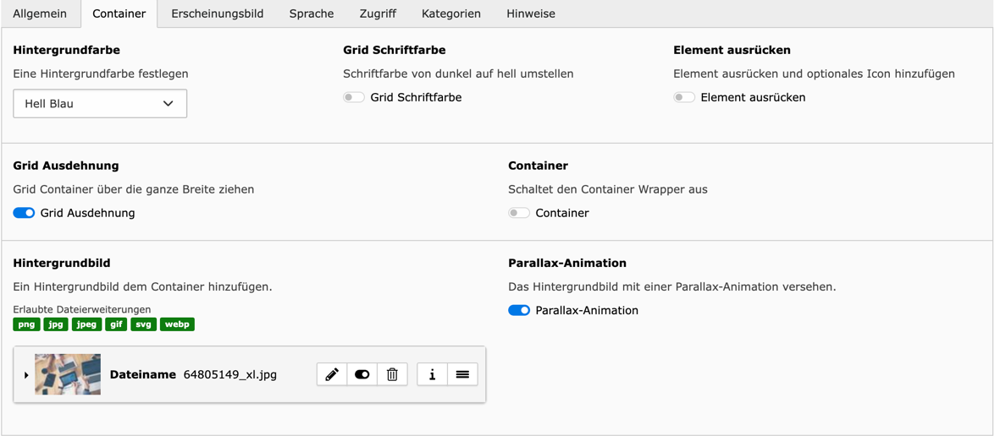 Allgemein Container Erscheinungsbild Sprache Zugriff Kategorien Hinweise
Hintergrundfarbe Grid Schriftfarbe Element ausrücken
Eine Hintergrundfarbe festlegen Schriftfarbe von dunkel auf hell umstellen Element ausrücken und optionales Icon hinzufügen
Hell Blau Grid Schriftfarbe Element ausrücken
Grid Ausdehnung Container
Grid Container über die ganze Breite ziehen Schaltet den Container Wrapper aus
Grid Ausdehnung Container
Hintergrundbild Parallax-Animation
Ein Hintergrundbild dem Container hinzufügen. Das Hintergrundbild mit einer Parallax-Animation versehen.
Erlaubte Dateierweiterungen Parallax-Animation
png jpg jpeg gif svg webp
Dateiname 64805149_xl.jpg